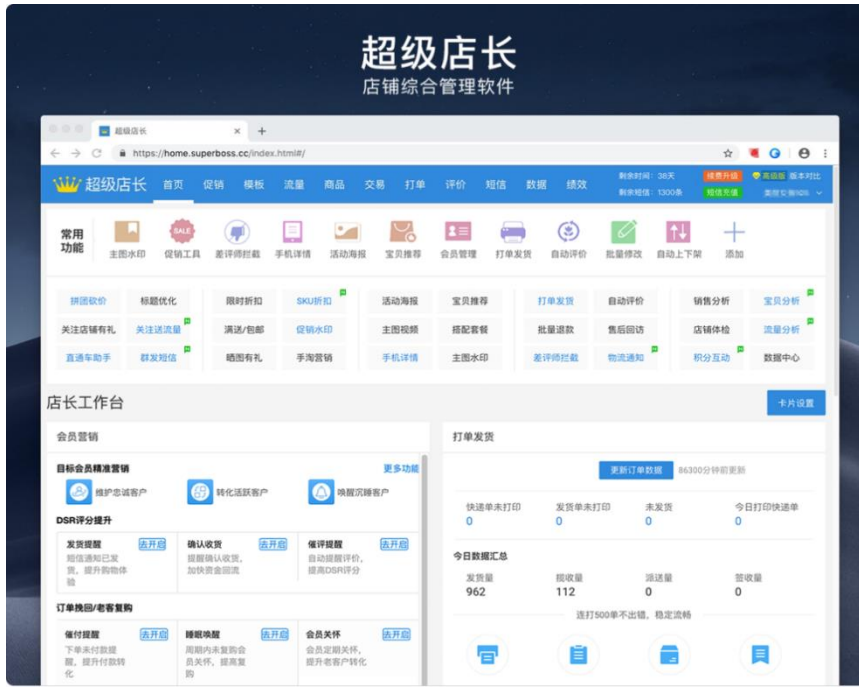 超级店长
店铺综合管理软件
超级店长
https://home.superboss.cc/index.html#/
超级店长 首页 促销 模板 流量 商品 交易 打单 评价 短信 数据 绩效
剩余时间：38天 续费升级 高级版 版本对比
剩余短信：1300条 短信充值
常用功能
主图水印 促销工具 差评师拦截 手机详情 活动海报 宝贝推荐 会员管理 打单发货 自动评价 批量修改 自动上下架 添加
SALE
拼团砍价 标题优化 限时折扣 SKU折扣 活动海报 宝贝推荐 打单发货 自动评价 销售分析 宝贝分析
关注店铺有礼 关注送流量 满送/包邮 促销水印 主图视频 搭配套餐 批量退款 售后回访 店铺体检 流量分析
直通车助手 群发短信 晒图有礼 手淘营销 手机详情 主图水印 差评师拦截 物流通知 积分互动 数据中心
店长工作台 卡片设置
会员营销
目标会员精准营销 更多功能
维护忠诚客户 转化活跃客户 唤醒沉睡客户
DSR评分提升
发货提醒 去开启 确认收货 去开启 催评提醒 去开启
短信通知已发 提醒确认收货， 自动提醒评价，
货，提升购物体 加快资金回流 提高DSR评分
验
订单挽回/老客复购
催付提醒 去开启 睡眠唤醒 去开启 会员关怀 去开启
下单未付款提 周期内未复购会 会员定期关怀，
醒，提升付款转 员关怀，提高复 提升老客户转化
化 购
打单发货
更新订单数据 86300分钟前更新
快递单未打印 发货单未打印 未发货 今日打印快递单
0 0 0 0
今日数据汇总
发货量 揽收量 派送量 签收量
962 112 0 0
连打500单不出错，稳定流畅